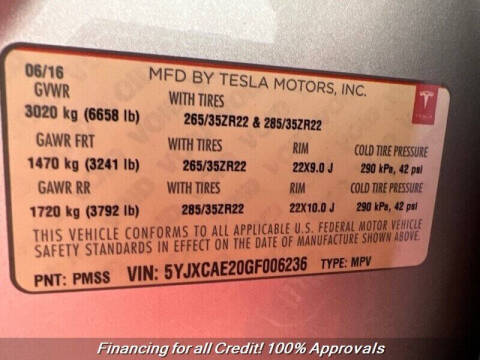 06/16 MFD BY TESLA MOTORS, INC.
GVWR WITH TIRES
3020 kg (6658 lb) 265/35ZR22 & 285/35ZR22
TESLA
GAWR FRT WITH TIRES RIM COLD TIRE PRESSURE
1470 kg (3241 lb) 265/35ZR22 22X9.0 J 290 kPa, 42 psi
GAWR RR WITH TIRES RIM COLD TIRE PRESSURE
1720 kg (3792 lb) 285/35ZR22 22X10.0 J 290 kPa, 42 psi
THIS VEHICLE CONFORMS TO ALL APPLICABLE U.S. FEDERAL MOTOR VEHICLE
SAFETY STANDARDS IN EFFECT ON THE DATE OF MANUFACTURE SHOWN ABOVE.
PNT: PMSS VIN: 5YJXCAE20GF006236 TYPE: MPV
Financing for all Credit! 100% Approvals